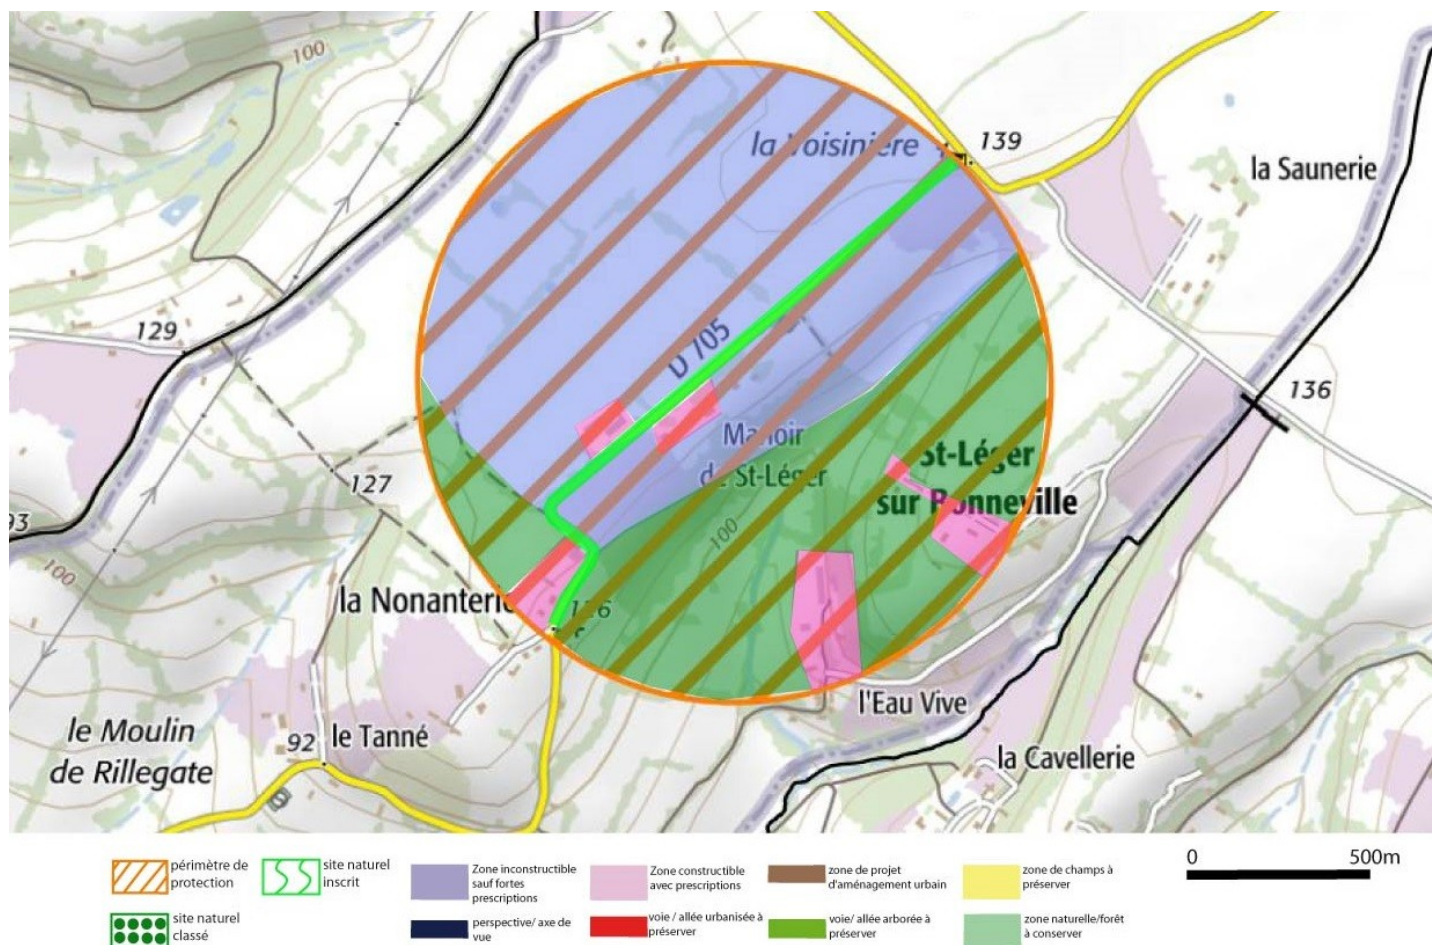 100
la Voisinière
139
la Saunerie
129
D 705
136
Manoir
de St-Léger
St-Léger
sur Bonneville
127
93
100
100
la Nonanterie
126
l'Eau Vive
le Moulin
de Rillegate
92
le Tanné
la Cavellerie
périmètre de
protection
site naturel
inscrit
Zone inconstructible
sauf fortes
prescriptions
Zone constructible
avec prescriptions
zone de projet
d'aménagement urbain
zone de champs à
préserver
0
500m
site naturel
classé
perspective/ axe de
vue
voie / allée urbanisée à
préserver
voie/ allée arborée à
préserver
zone naturelle/forêt
à conserver